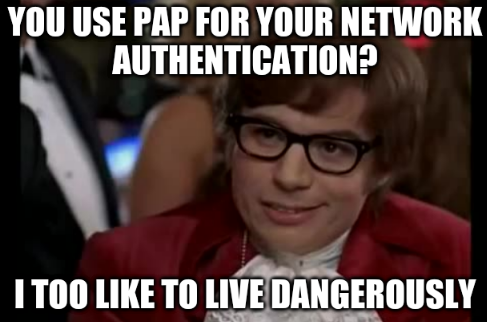 YOU USE PAP FOR YOUR NETWORK
AUTHENTICATION?
I TOO LIKE TO LIVE DANGEROUSLY